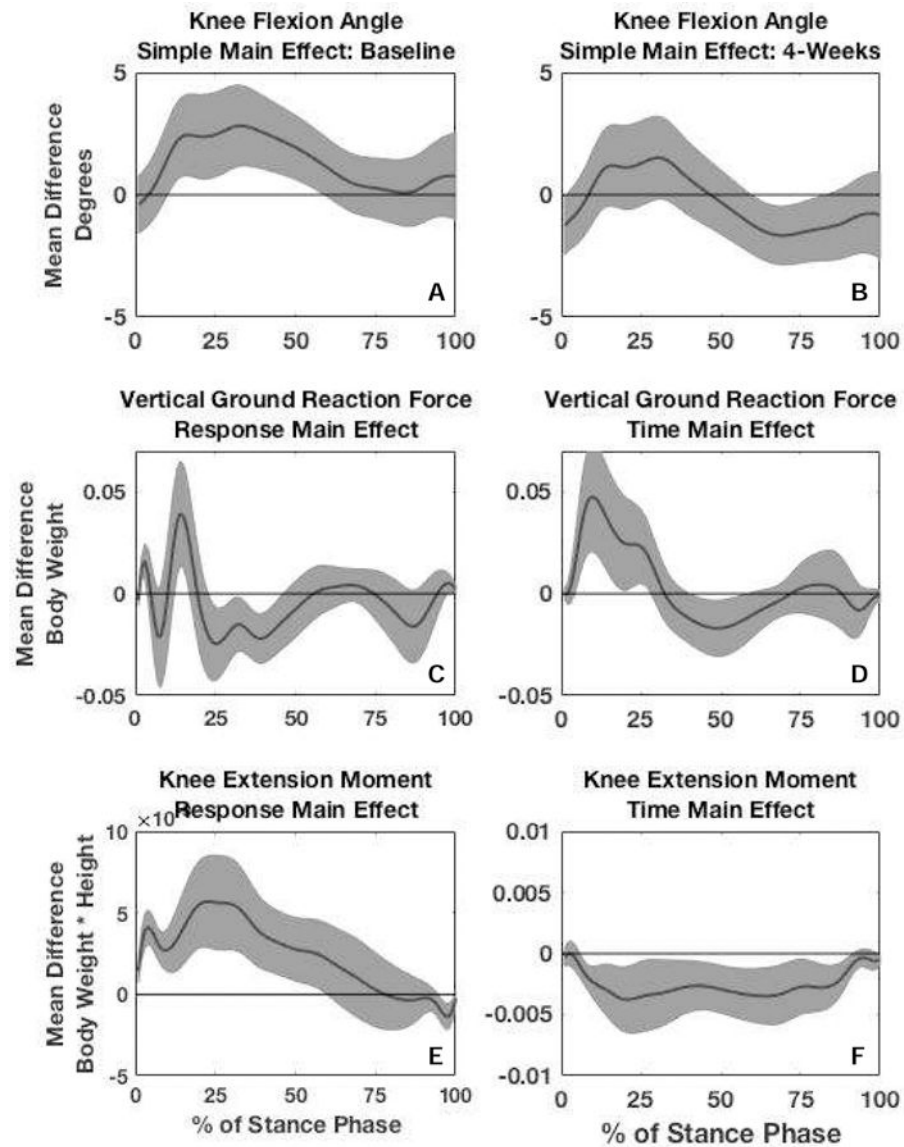 Knee Flexion Angle
Simple Main Effect: Baseline
Knee Flexion Angle
Simple Main Effect: 4-Weeks
Mean Difference
Degrees
5
0
-5
0
25
50
75
100
A
5
0
-5
0
25
50
75
100
B
Vertical Ground Reaction Force
Response Main Effect
Vertical Ground Reaction Force
Time Main Effect
Mean Difference
Body Weight
0.05
0
-0.05
0
25
50
75
100
C
0.05
0
-0.05
0
25
50
75
100
D
Knee Extension Moment
Response Main Effect
Knee Extension Moment
Time Main Effect
Mean Difference
Body Weight * Height
×10
10
5
0
-5
0
25
50
75
100
E
% of Stance Phase
0.01
0.005
0
-0.005
-0.01
0
25
50
75
100
F
% of Stance Phase